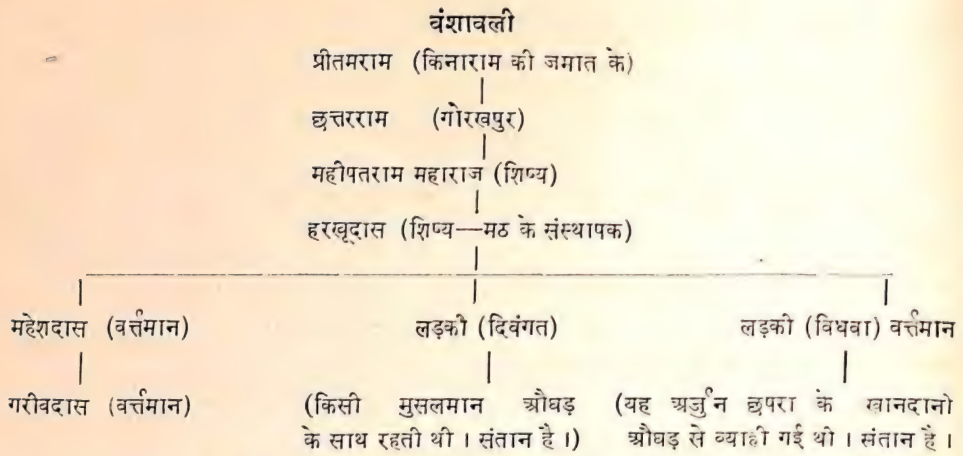 वंशावली
प्रीतमराम (किनाराम की जमात के)
छत्तरराम (गोरखपुर)
महीपतराम महाराज (शिष्य)
हरखूदास (शिष्य—मठ के संस्थापक)
महेशदास (वर्त्तमान) लड़की (दिवंगत) लड़की (विधवा) वर्त्तमान
गरीवदास (वर्त्तमान) (किसी मुसलमान औघड़ (यह अर्जुन छपरा के खानदानो
के साथ रहती थी । संतान है ।) औघड़ से व्याही गई थी । संतान है ।